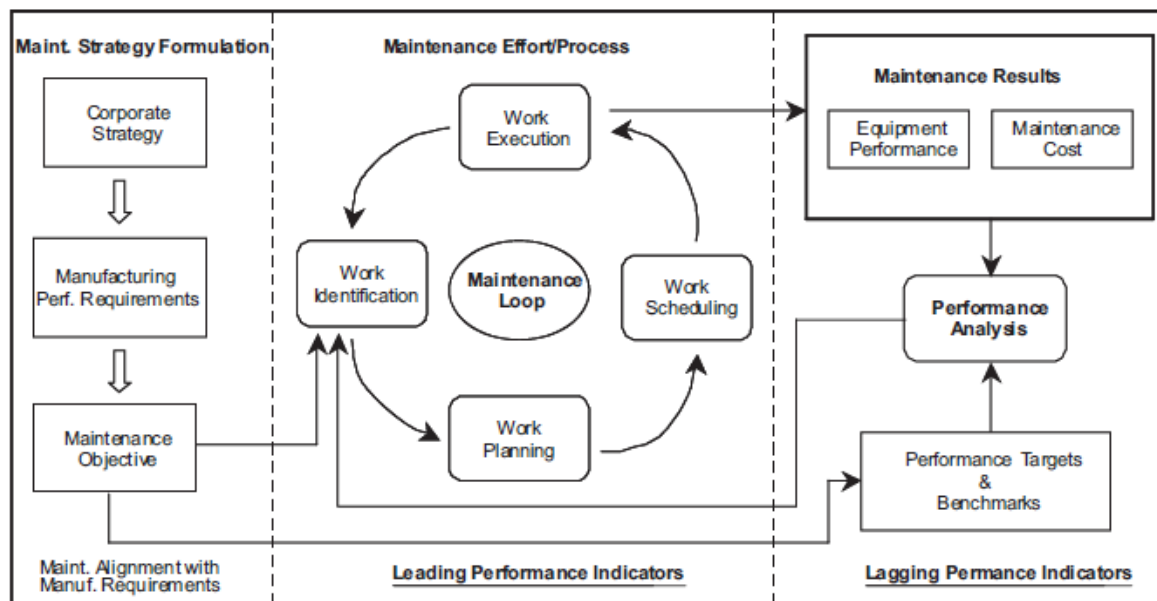 Maint. Strategy Formulation
Corporate
Strategy
Manufacturing
Perf. Requirements
Maintenance
Objective
Maint. Alignment with
Manuf. Requirements
Maintenance Effort/Process
Work
Execution
Work
Identification
Maintenance
Loop
Work
Scheduling
Work
Planning
Leading Performance Indicators
Maintenance Results
Equipment
Performance
Maintenance
Cost
Performance
Analysis
Performance Targets
&
Benchmarks
Lagging Permance Indicators